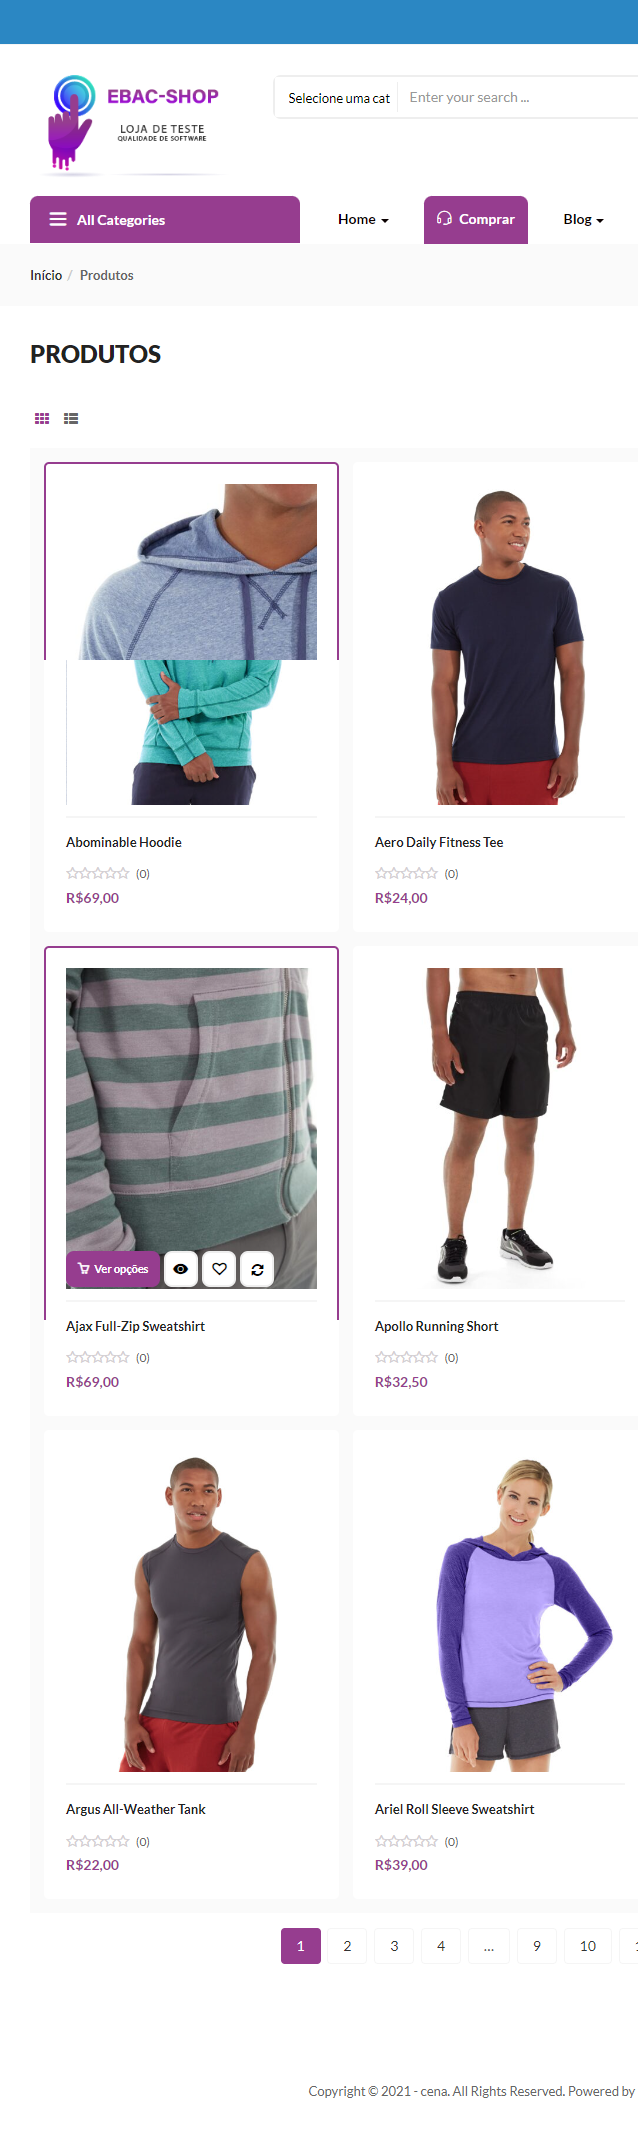 EBAC-SHOP
LOJA DE TESTE
QUALIDADE DE SOFTWARE
Selecione uma cat
Enter your search ...
All Categories
Home
Comprar
Blog
Início / Produtos
PRODUTOS
Abominable Hoodie
(0)
R$69,00
Aero Daily Fitness Tee
(0)
R$24,00
Ver opções
Ajax Full-Zip Sweatshirt
(0)
R$69,00
Apollo Running Short
(0)
R$32,50
Argus All-Weather Tank
(0)
R$22,00
Ariel Roll Sleeve Sweatshirt
(0)
R$39,00
1 2 3 4 ... 9 10
Copyright © 2021 - cena. All Rights Reserved. Powered by